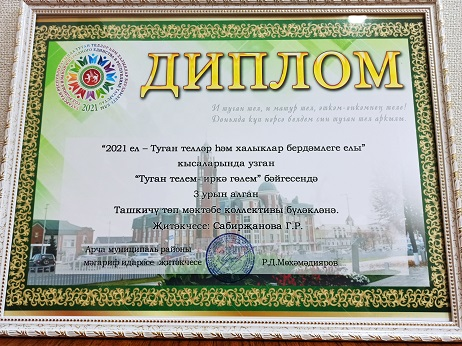 2021
ДИПЛОМ
И туган тел, и матур тел, әткәм-әнкәмнең теле!
Дөньяда күп нәрсә белдем син туган тел аркылы.
"2021 ел – Туган телләр һәм халыклар бердәмлеге елы"
кысаларында узган
"Туган телем- иркә гөлем" бәйгесендә
3 урын алган
Ташкичү төп мәктәбе коллективы бүләкләнә.
Җитәкчесе: Сабирҗанова Г.Р.
Арча муниципаль районы
мәгариф идарәсе җитәкчесе Р.Д.Мөхәмәдияров